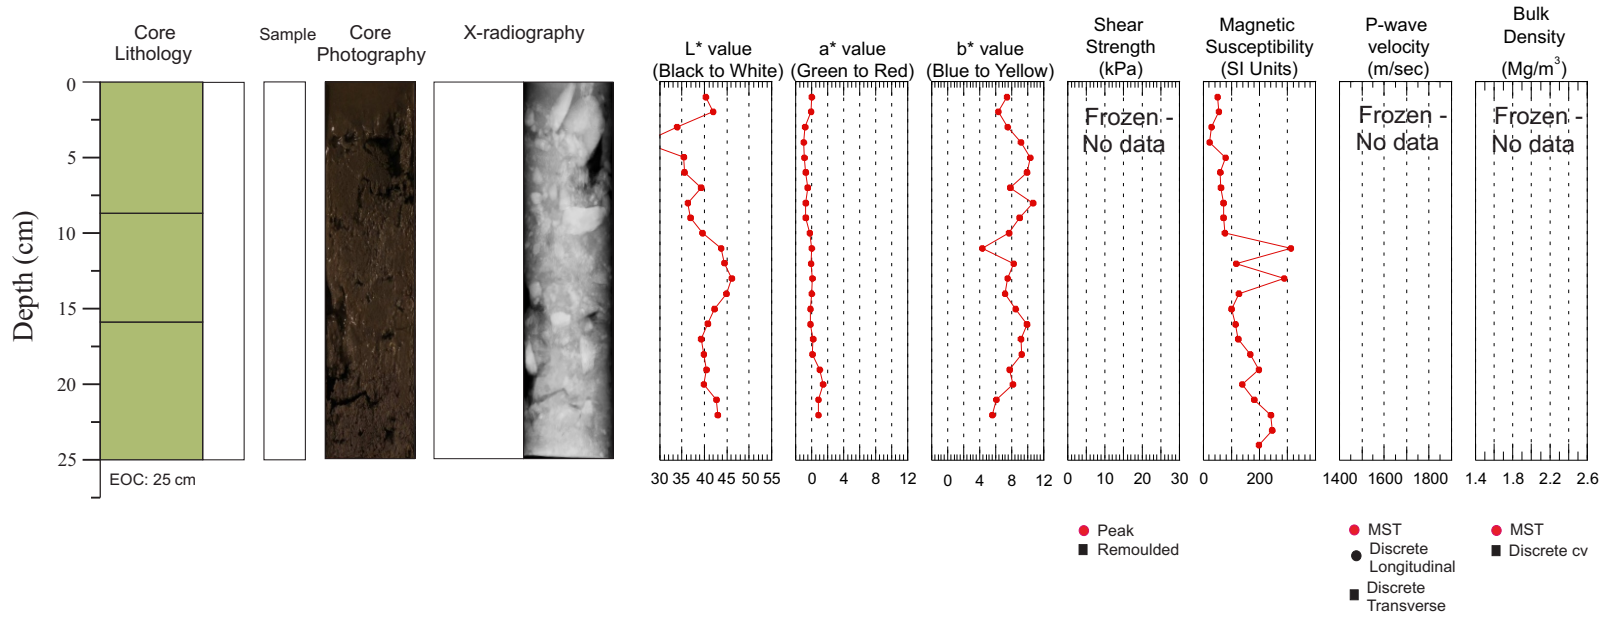 Core
Lithology
Sample
Core
Photography
X-radiography
L* value
(Black to White)
a* value
(Green to Red)
b* value
(Blue to Yellow)
Shear
Strength
(kPa)
Magnetic
Susceptibility
(SI Units)
P-wave
velocity
(m/sec)
Bulk
Density
(Mg/m³)
Depth (cm)
0
5
10
15
20
25
EOC: 25 cm
Frozen -
No data
Frozen -
No data
Frozen -
No data
30 35 40 45 50 55
0 4 8 12
0 4 8 12
0 10 20 30
0 200
1400 1600 1800
1.4 1.8 2.2 2.6
Peak
Remoulded
MST
Discrete
Longitudinal
Discrete
Transverse
MST
Discrete cv